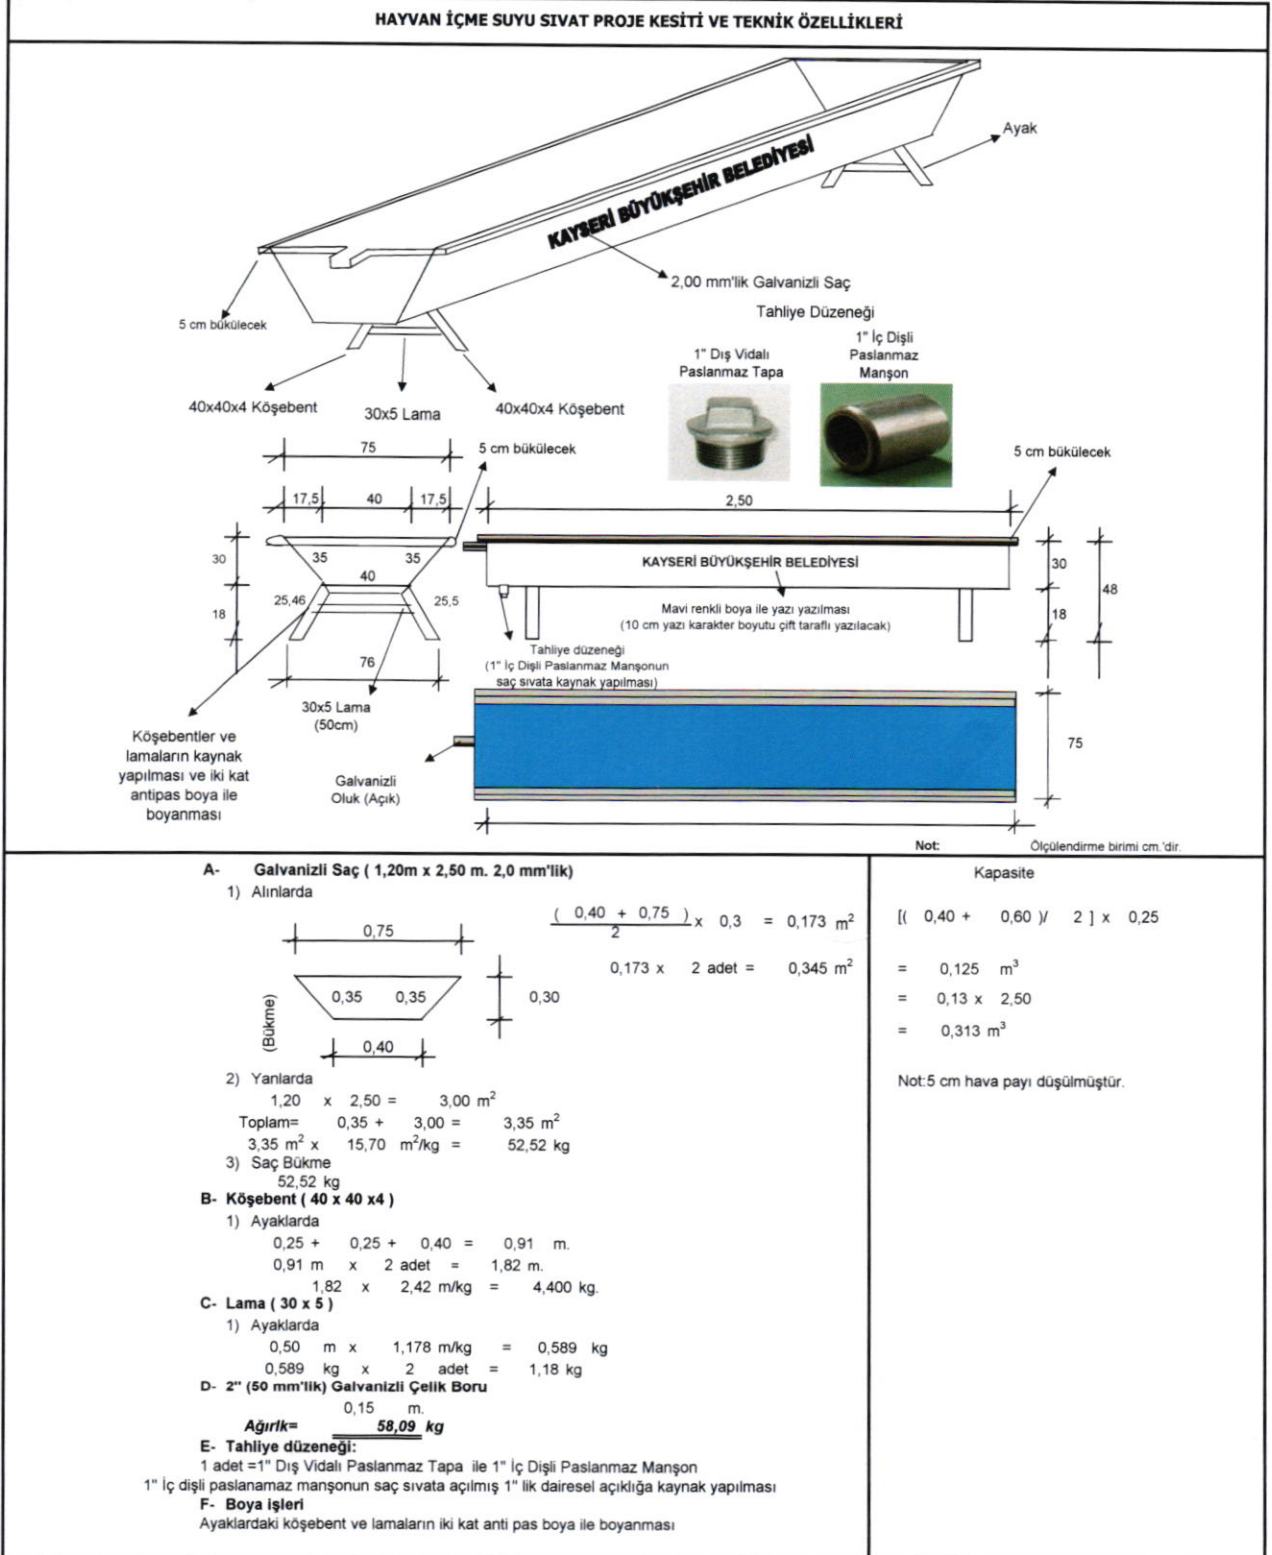 HAYVAN İÇME SUYU SIVAT PROJE KESİTİ VE TEKNİK ÖZELLİKLERİ
Ayak
KAYSERİ BÜYÜKŞEHİR BELEDİYESİ
2,00 mm'lik Galvanizli Saç
5 cm bükülecek
Tahliye Düzeneği
1" Dış Vidalı
Paslanmaz Tapa
1" İç Dişli
Paslanmaz
Manşon
40x40x4 Köşebent
30x5 Lama
40x40x4 Köşebent
75
5 cm bükülecek
5 cm bükülecek
17,5 40 17,5
2,50
30
35 35
40
25,46 25,5
18
76
KAYSERİ BÜYÜKŞEHİR BELEDİYESİ
Mavi renkli boya ile yazı yazılması
(10 cm yazı karakter boyutu çift taraflı yazılacak)
30
48
18
Tahliye düzeneği
(1" İç Dişli Paslanmaz Manşonun
saç sıvata kaynak yapılması)
30x5 Lama
(50cm)
Köşebentler ve
lamaların kaynak
yapılması ve iki kat
antipas boya ile
boyanması
Galvanizli
Oluk (Açık)
75
Not: Ölçülendirme birimi cm.'dir.
A- Galvanizli Saç ( 1,20m x 2,50 m. 2,0 mm'lik)
1) Alınlarda
( 0,40 + 0,75 ) x 0,3 = 0,173 m²
2
0,173 x 2 adet = 0,345 m²
0,75
0,35 0,35
0,30
(Bükme)
0,40
2) Yanlarda
1,20 x 2,50 = 3,00 m²
Toplam= 0,35 + 3,00 = 3,35 m²
3,35 m² x 15,70 m²/kg = 52,52 kg
3) Saç Bükme
52,52 kg
B- Köşebent ( 40 x 40 x4 )
1) Ayaklarda
0,25 + 0,25 + 0,40 = 0,91 m.
0,91 m x 2 adet = 1,82 m.
1,82 x 2,42 m/kg = 4,400 kg.
C- Lama ( 30 x 5 )
1) Ayaklarda
0,50 m x 1,178 m/kg = 0,589 kg
0,589 kg x 2 adet = 1,18 kg
D- 2" (50 mm'lik) Galvanizli Çelik Boru
0,15 m.
Ağırlk= 58,09 kg
E- Tahliye düzeneği:
1 adet =1" Dış Vidalı Paslanmaz Tapa ile 1" İç Dişli Paslanmaz Manşon
1" İç dişli paslanamaz manşonun saç sıvata açılmış 1" lik dairesel açıklığa kaynak yapılması
F- Boya işleri
Ayaklardaki köşebent ve lamaların iki kat anti pas boya ile boyanması
Kapasite
[( 0,40 + 0,60 )/ 2 ] x 0,25
= 0,125 m³
= 0,13 x 2,50
= 0,313 m³
Not:5 cm hava payı düşülmüştür.